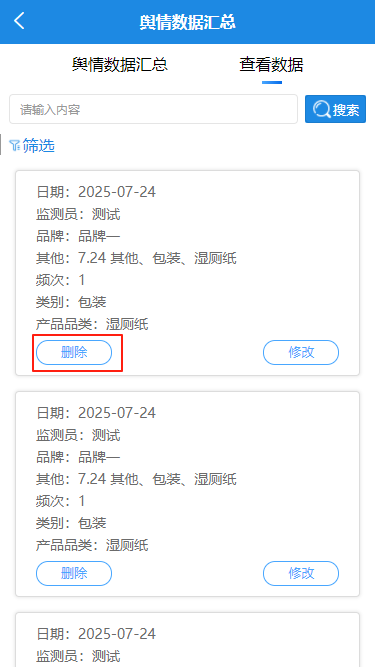 舆情数据汇总
舆情数据汇总 查看数据
请输入内容 搜索
筛选
日期：2025-07-24
监测员：测试
品牌：品牌一
其他：7.24 其他、包装、湿厕纸
频次：1
类别：包装
产品品类：湿厕纸
删除 修改
日期：2025-07-24
监测员：测试
品牌：品牌一
其他：7.24 其他、包装、湿厕纸
频次：1
类别：包装
产品品类：湿厕纸
删除 修改
日期：2025-07-24
监测员：测试